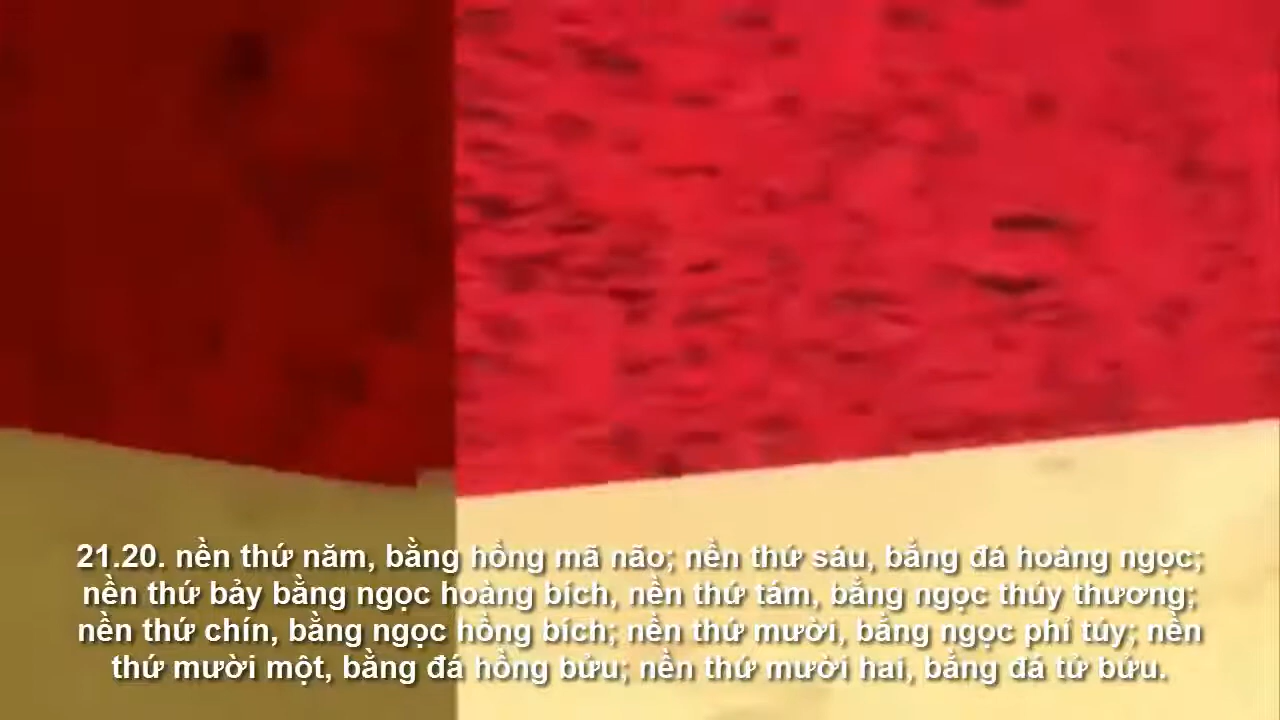 21.20. nền thứ năm, bằng hồng mã não; nền thứ sáu, bằng đá hoàng ngọc;
nền thứ bảy bằng ngọc hoàng bích, nền thứ tám, bằng ngọc thủy thương;
nền thứ chín, bằng ngọc hồng bích; nền thứ mười, bằng ngọc phỉ túy; nền
thứ mười một, bằng đá hồng bửu; nền thứ mười hai, bằng đá tử bửu.